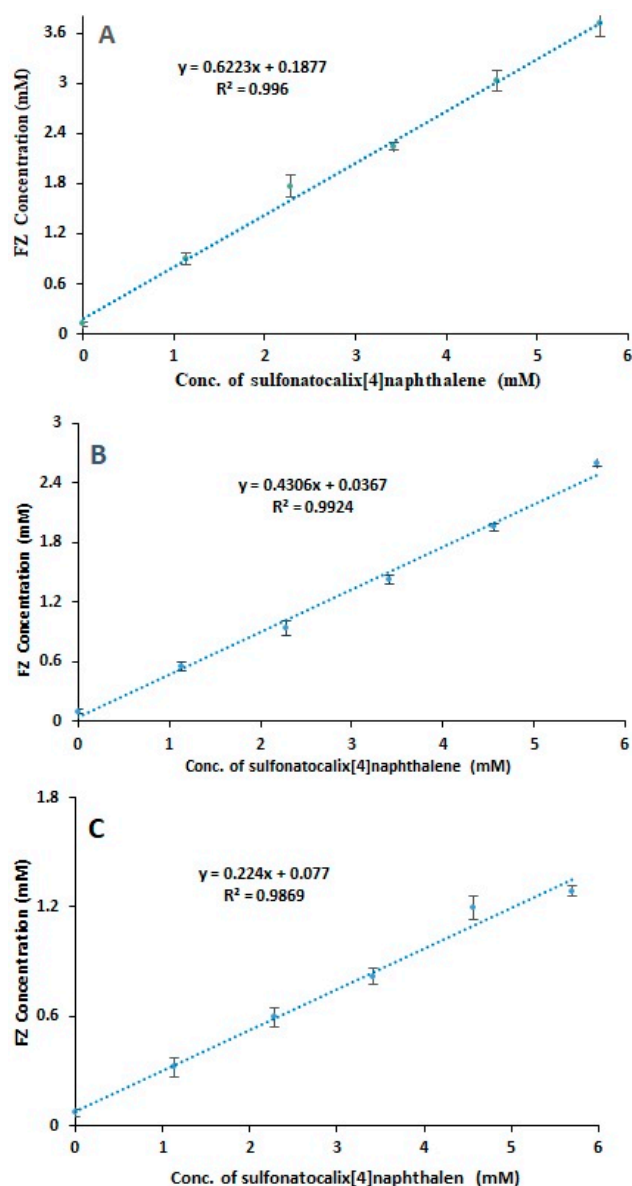 A
y = 0.6223x + 0.1877
R² = 0.996
FZ Concentration (mM)
3.6
3
2.4
1.8
1.2
0.6
0
0 1 2 3 4 5 6
Conc. of sulfonatocalix[4]naphthalene (mM)
B
y = 0.4306x + 0.0367
R² = 0.9924
FZ Concentration (mM)
3
2.4
1.8
1.2
0.6
0
0 1 2 3 4 5 6
Conc. of sulfonatocalix[4]naphthalene (mM)
C
y = 0.224x + 0.077
R² = 0.9869
FZ Concentration (mM)
1.8
1.2
0.6
0
0 1 2 3 4 5 6
Conc. of sulfonatocalix[4]naphthalen (mM)